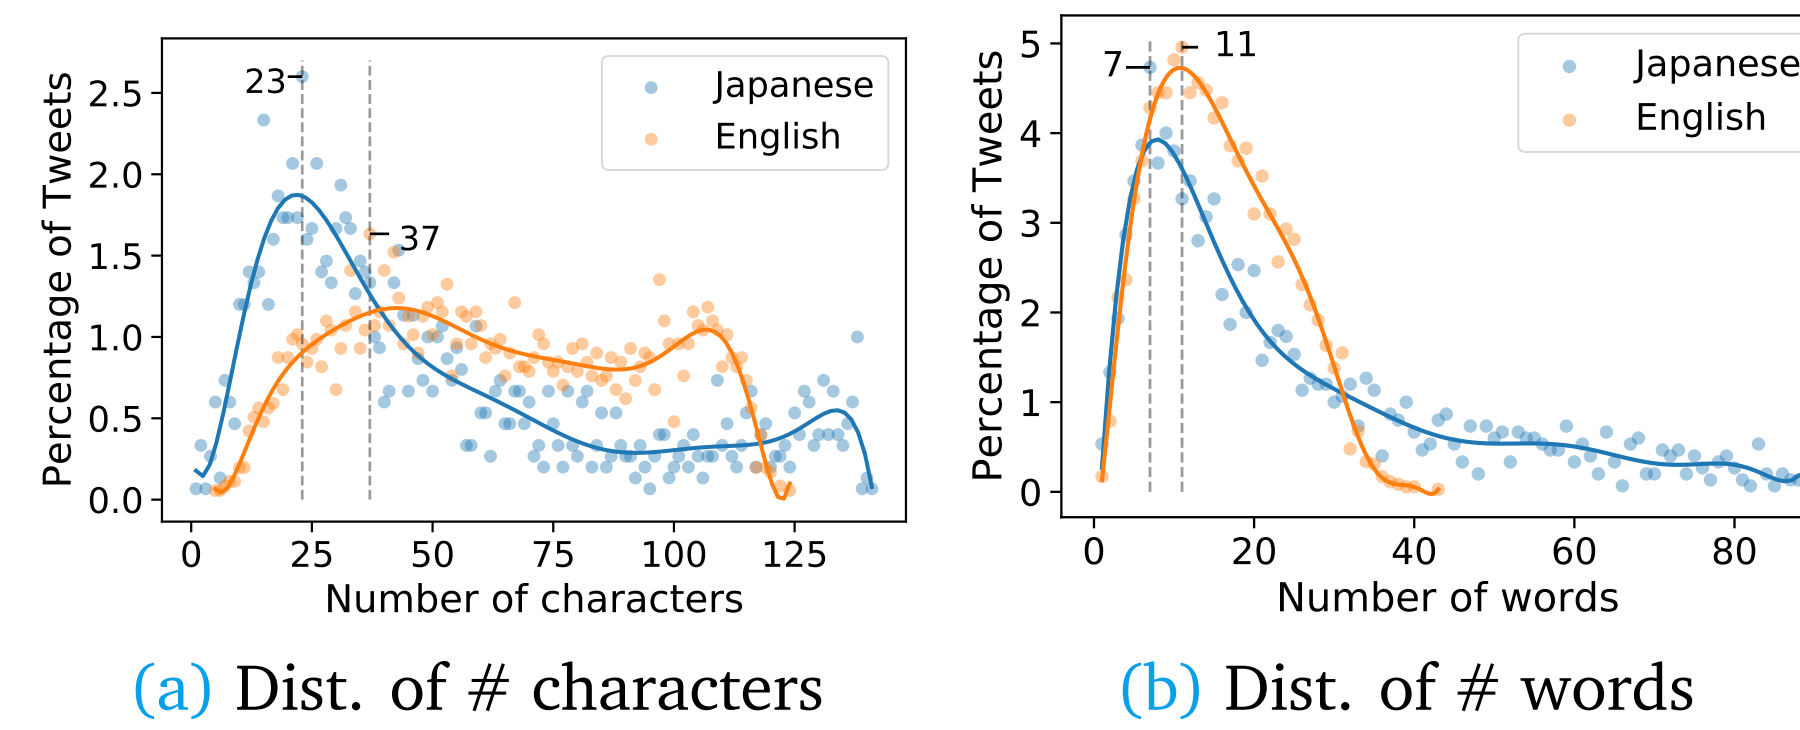 Percentage of Tweets
2.5
2.0
1.5
1.0
0.5
0.0
23
37
Japanese
English
0 25 50 75 100 125
Number of characters
(a) Dist. of # characters
Percentage of Tweets
5
4
3
2
1
0
7
11
Japanese
English
0 20 40 60 80
Number of words
(b) Dist. of # words